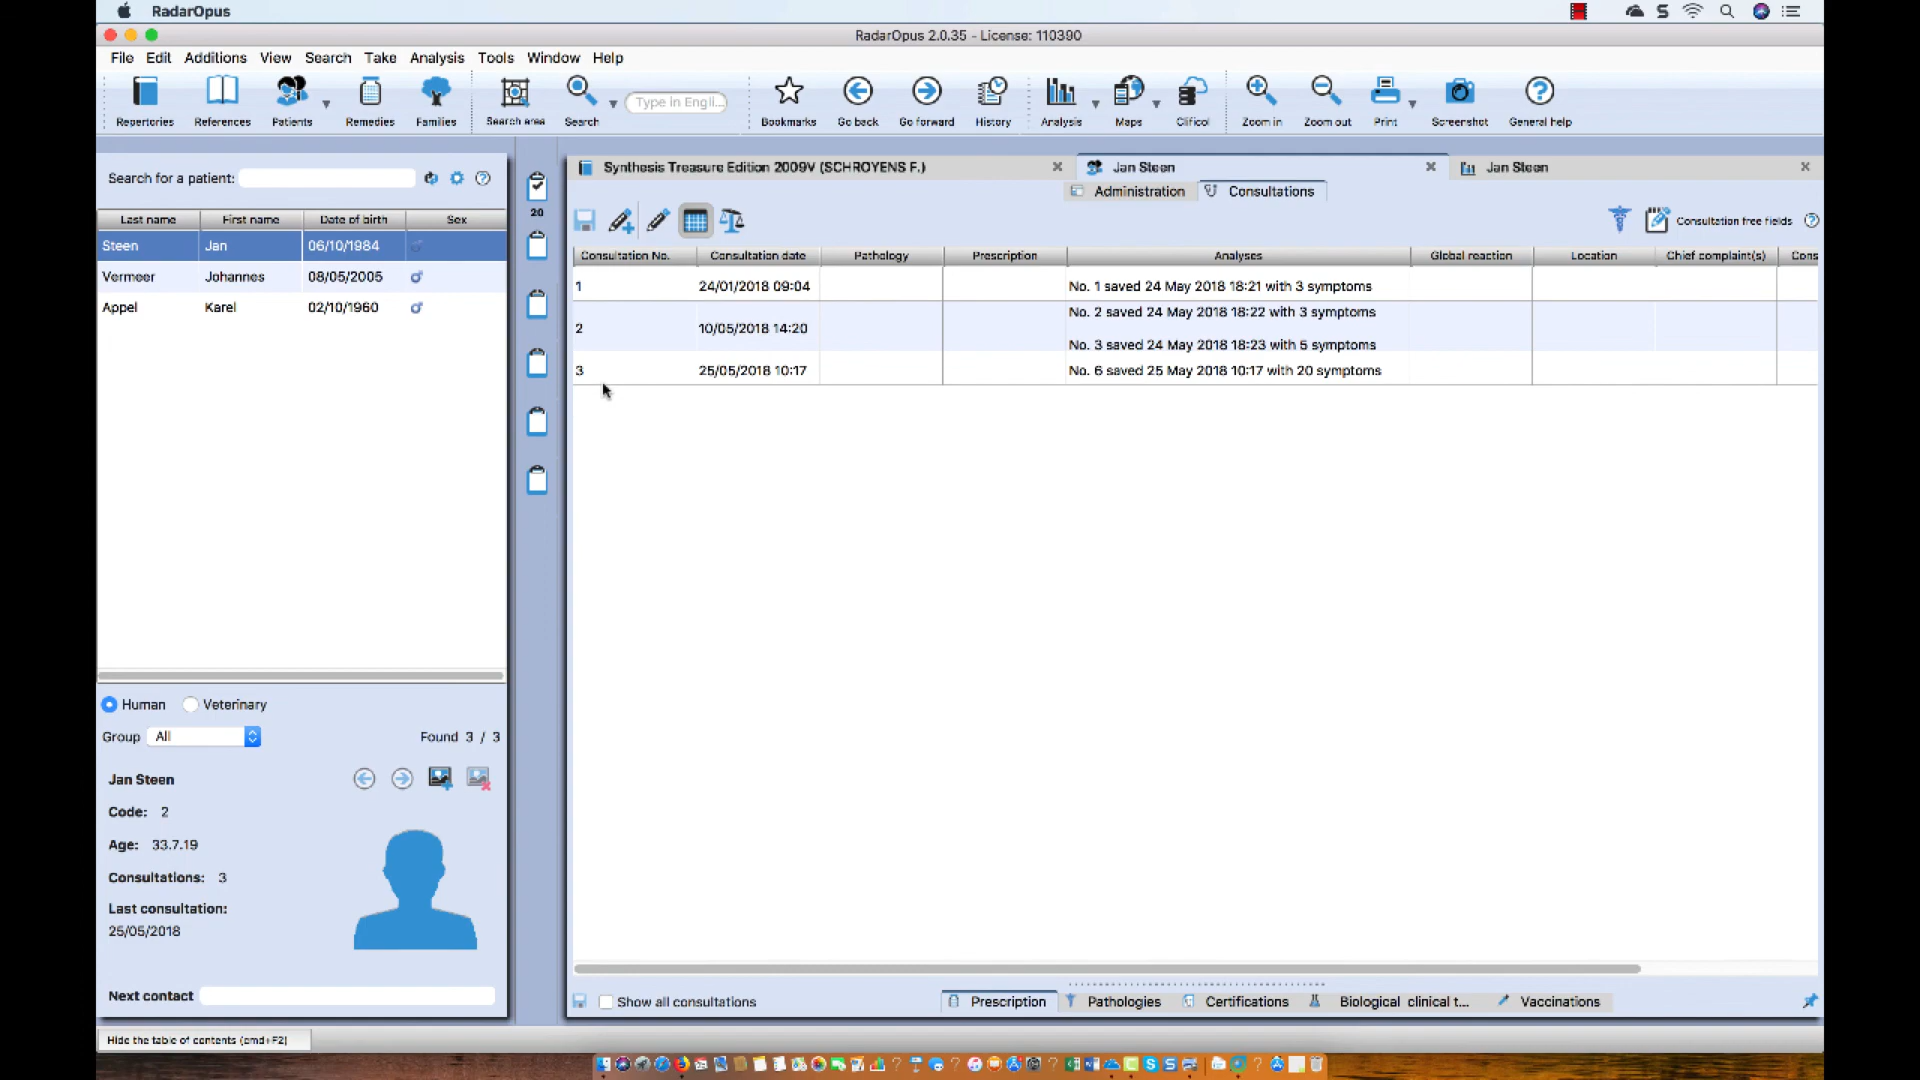 RadarOpus
RadarOpus 2.0.35 - License: 110390
File Edit Additions View Search Take Analysis Tools Window Help
Type in Engli...
Repertories References Patients Remedies Families Search area Search Bookmarks Go back Go forward History Analysis Maps Clificol Zoom in Zoom out Print Screenshot General help
Search for a patient:
Last name First name Date of birth Sex
Steen Jan 06/10/1984
Vermeer Johannes 08/05/2005
Appel Karel 02/10/1960
20
Synthesis Treasure Edition 2009V (SCHROYENS F.) Jan Steen Jan Steen
Administration Consultations
Consultation free fields
Consultation No. Consultation date Pathology Prescription Analyses Global reaction Location Chief complaint(s) Cons
1 24/01/2018 09:04 No. 1 saved 24 May 2018 18:21 with 3 symptoms
No. 2 saved 24 May 2018 18:22 with 3 symptoms
2 10/05/2018 14:20
No. 3 saved 24 May 2018 18:23 with 5 symptoms
3 25/05/2018 10:17 No. 6 saved 25 May 2018 10:17 with 20 symptoms
Human Veterinary
Group All Found 3 / 3
Jan Steen
Code: 2
Age: 33.7.19
Consultations: 3
Last consultation:
25/05/2018
Next contact
Show all consultations
Prescription Pathologies Certifications Biological clinical t... Vaccinations
Hide the table of contents (cmd+F2)